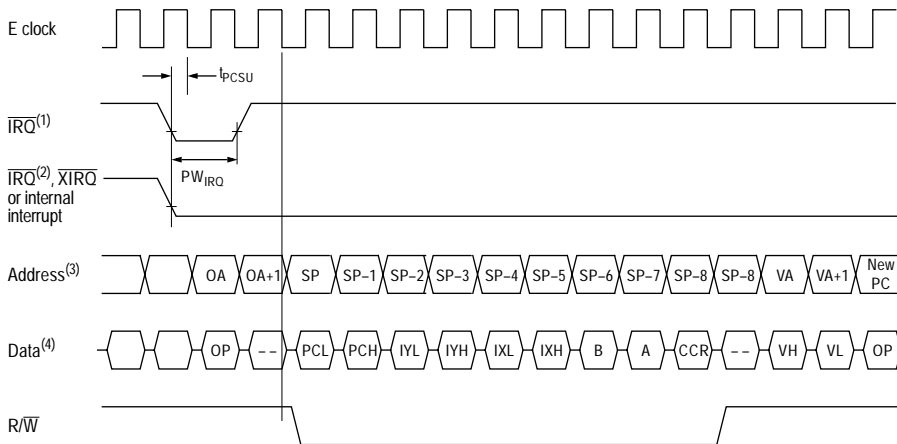 E clock
tPCSU
IRQ(1)
PWIRQ
IRQ(2), XIRQ
or internal
interrupt
Address(3) OA OA+1 SP SP–1 SP–2 SP–3 SP–4 SP–5 SP–6 SP–7 SP–8 SP–8 VA VA+1 New PC
Data(4) OP – – PCL PCH IYL IYH IXL IXH B A CCR – – VH VL OP
R/W